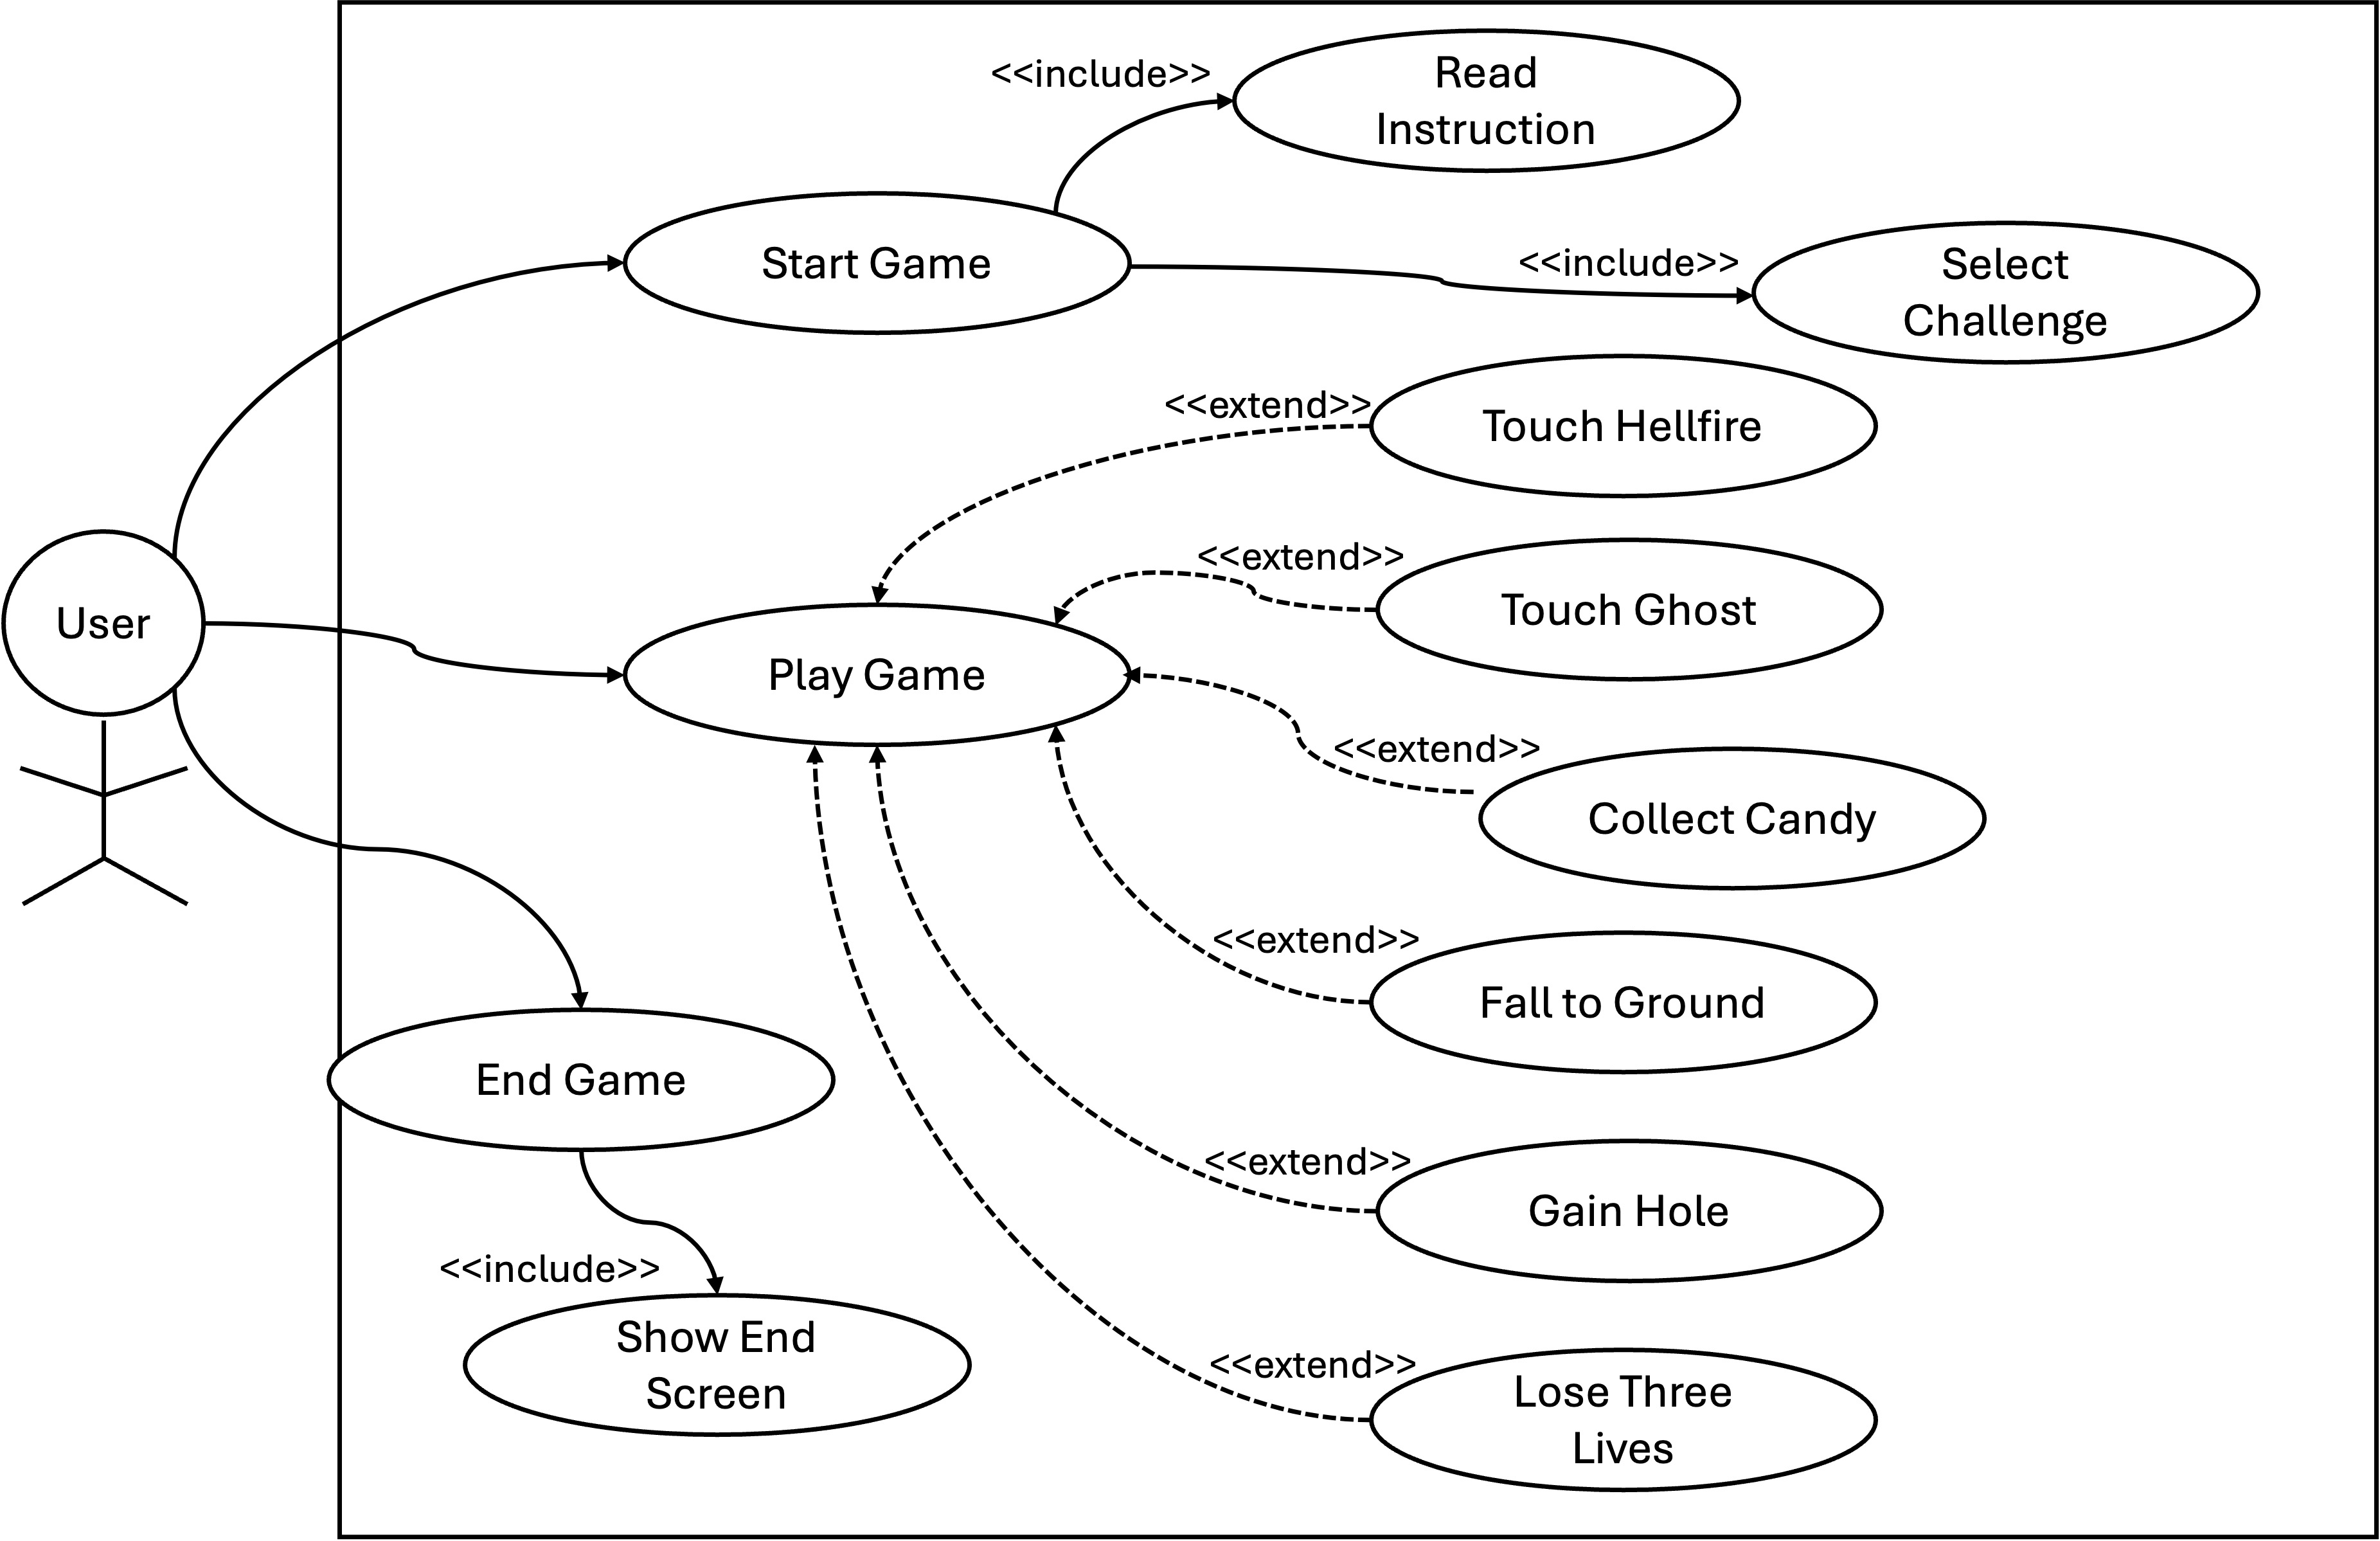 <<include>>
Read
Instruction
Start Game
<<include>>
Select
Challenge
<<extend>>
Touch Hellfire
<<extend>>
Touch Ghost
User
Play Game
<<extend>>
Collect Candy
<<extend>>
Fall to Ground
End Game
<<extend>>
Gain Hole
<<include>>
Show End
Screen
<<extend>>
Lose Three
Lives